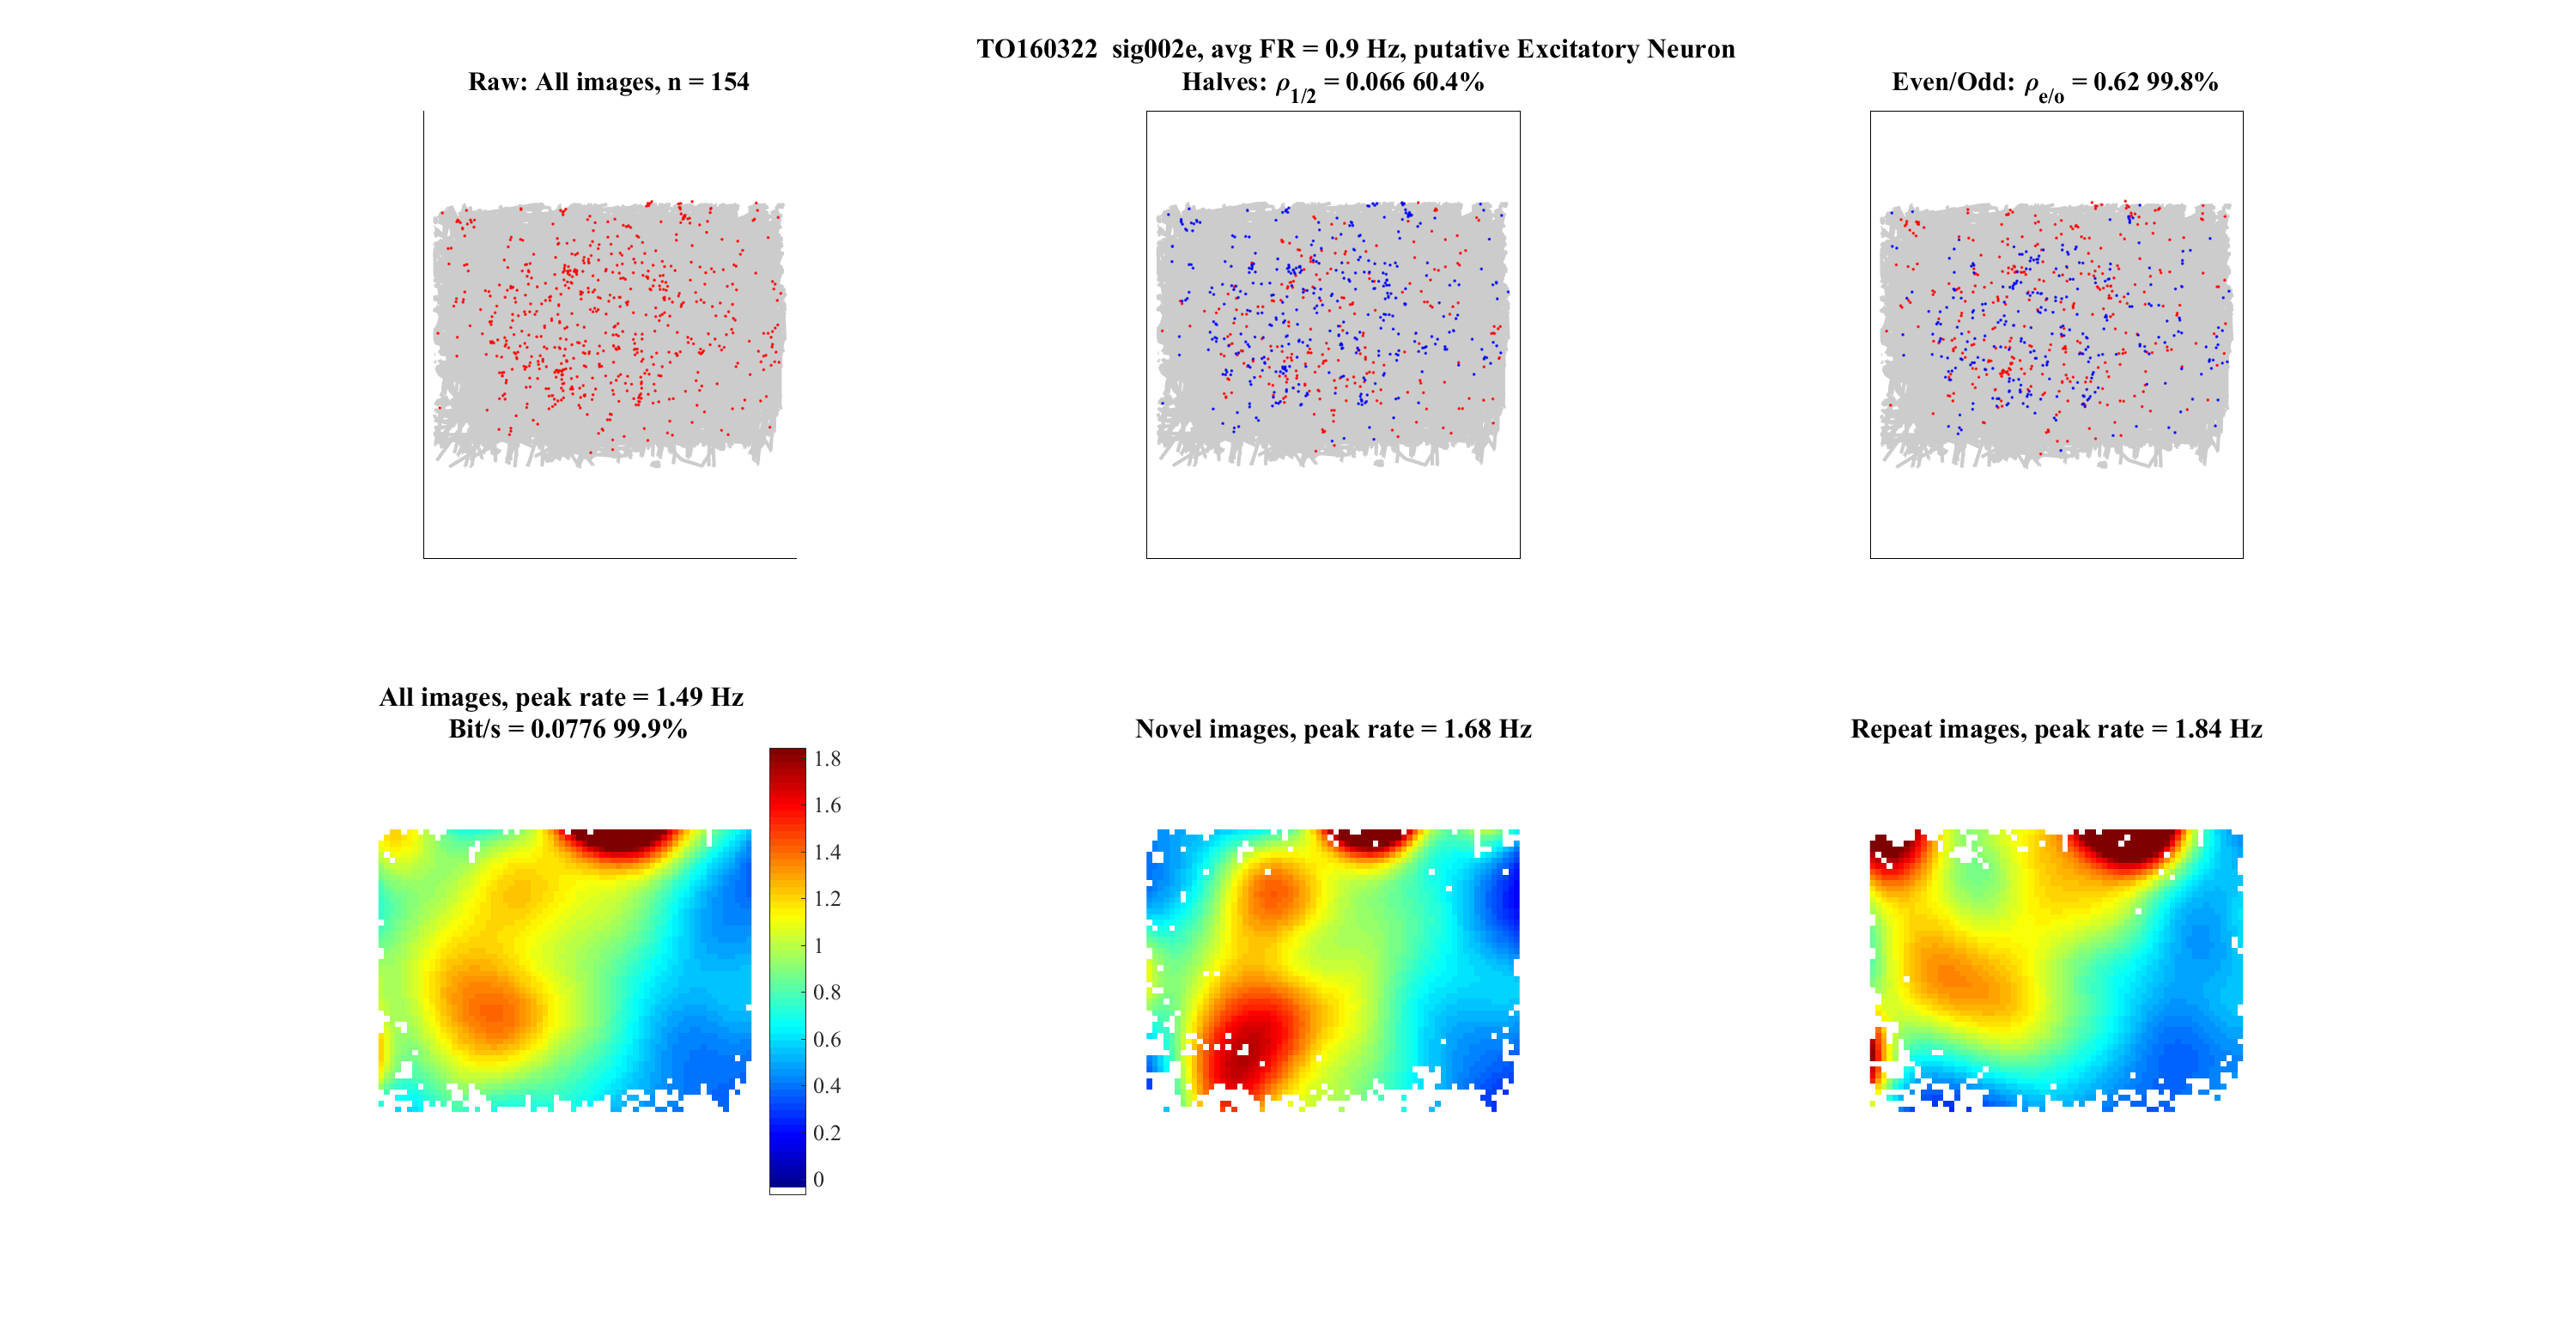 TO160322 sig002e, avg FR = 0.9 Hz, putative Excitatory Neuron
Raw: All images, n = 154
Halves: ρ1/2 = 0.066 60.4%
Even/Odd: ρe/o = 0.62 99.8%
All images, peak rate = 1.49 Hz
Bit/s = 0.0776 99.9%
Novel images, peak rate = 1.68 Hz
Repeat images, peak rate = 1.84 Hz
1.8
1.6
1.4
1.2
1
0.8
0.6
0.4
0.2
0